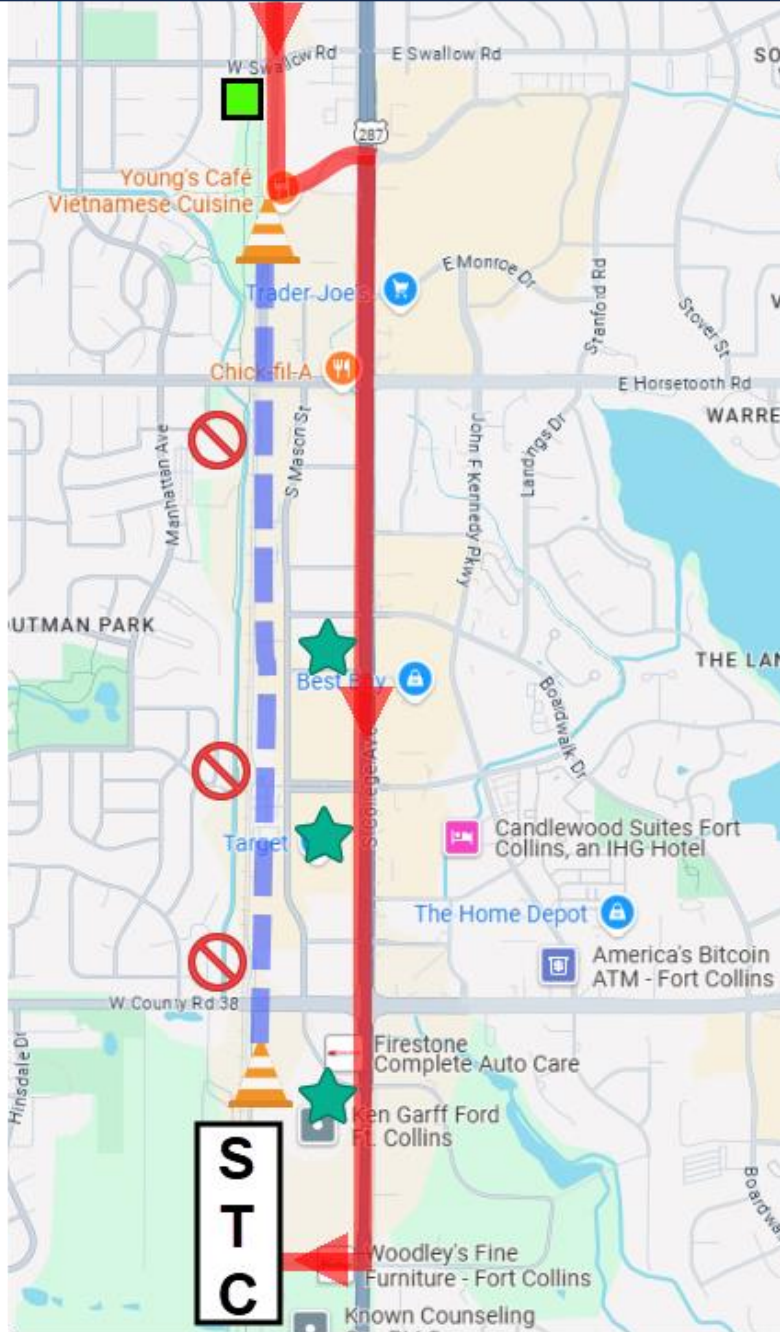 W Swallow Rd
E Swallow Rd
SO
287
Young's Café
Vietnamese Cuisine
E Monroe Dr
Trader Joe's
Stanford Rd
Stover St
V
Chick-fil-A
E Horsetooth Rd
WARRE
S Mason St
Manhattan Ave
John F Kennedy Pkwy
Landings Dr
OUTMAN PARK
THE LAN
Best Buy
Boardwalk Dr
S College Ave
Target
Candlewood Suites Fort
Collins, an IHG Hotel
The Home Depot
America's Bitcoin
ATM - Fort Collins
W County Rd 38
Hinsdale Dr
Firestone
Complete Auto Care
Ken Garff Ford
Ft. Collins
S
T
C
Boardwa
Woodley's Fine
Furniture - Fort Collins
Known Counseling